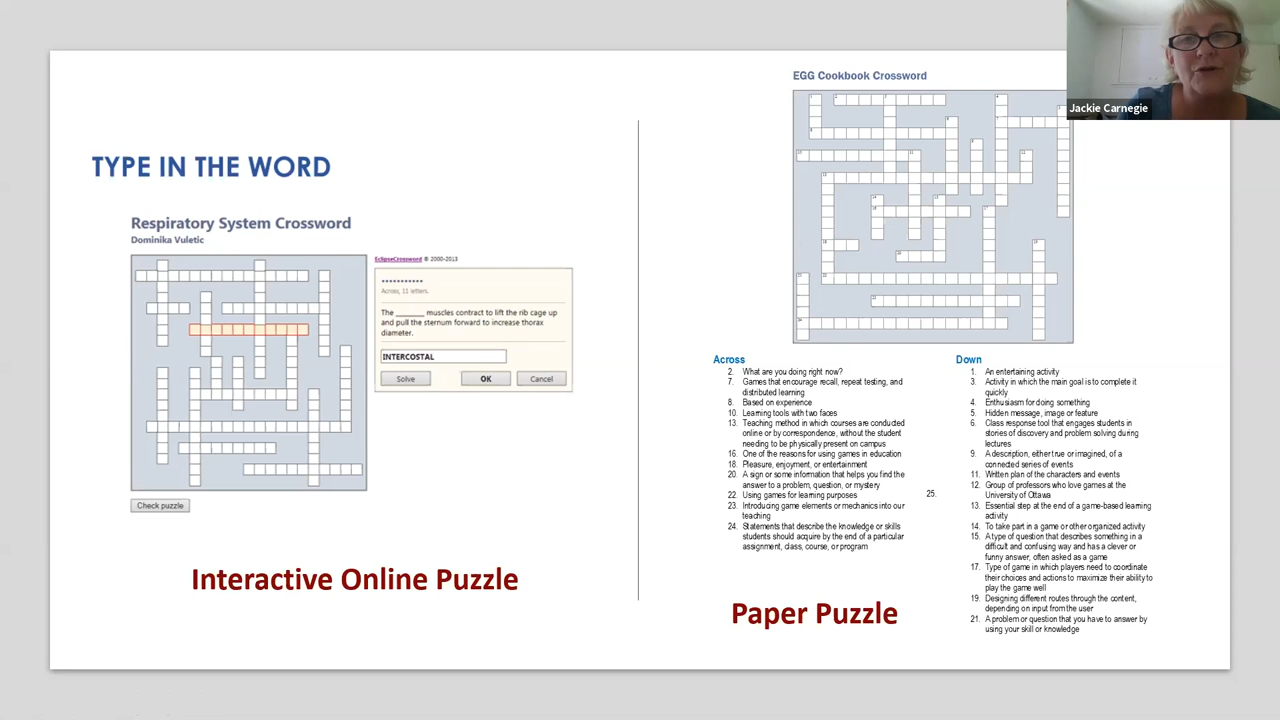 Jackie Carnegie
TYPE IN THE WORD
Respiratory System Crossword
Dominika Vuletic
EclipseCrossword © 2000-2013
***********
Across, 11 letters.
The ________ muscles contract to lift the rib cage up
and pull the sternum forward to increase thorax
diameter.
INTERCOSTAL
Solve
OK
Cancel
Check puzzle
Interactive Online Puzzle
EGG Cookbook Crossword
Across
2. What are you doing right now?
7. Games that encourage recall, repeat testing, and
distributed learning
8. Based on experience
10. Learning tools with two faces
13. Teaching method in which courses are conducted
online or by correspondence, without the student
needing to be physically present on campus
16. One of the reasons for using games in education
18. Pleasure, enjoyment, or entertainment
20. A sign or some information that helps you find the
answer to a problem, question, or mystery
22. Using games for learning purposes
23. Introducing game elements or mechanics into our
teaching
24. Statements that describe the knowledge or skills
students should acquire by the end of a particular
assignment, class, course, or program
25.
Down
1. An entertaining activity
3. Activity in which the main goal is to complete it
quickly
4. Enthusiasm for doing something
5. Hidden message, image or feature
6. Class response tool that engages students in
stories of discovery and problem solving during
lectures
9. A description, either true or imagined, of a
connected series of events
11. Written plan of the characters and events
12. Group of professors who love games at the
University of Ottawa
13. Essential step at the end of a game-based learning
activity
14. To take part in a game or other organized activity
15. A type of question that describes something in a
difficult and confusing way and has a clever or
funny answer, often asked as a game
17. Type of game in which players need to coordinate
their choices and actions to maximize their ability to
play the game well
19. Designing different routes through the content,
depending on input from the user
21. A problem or question that you have to answer by
using your skill or knowledge
Paper Puzzle